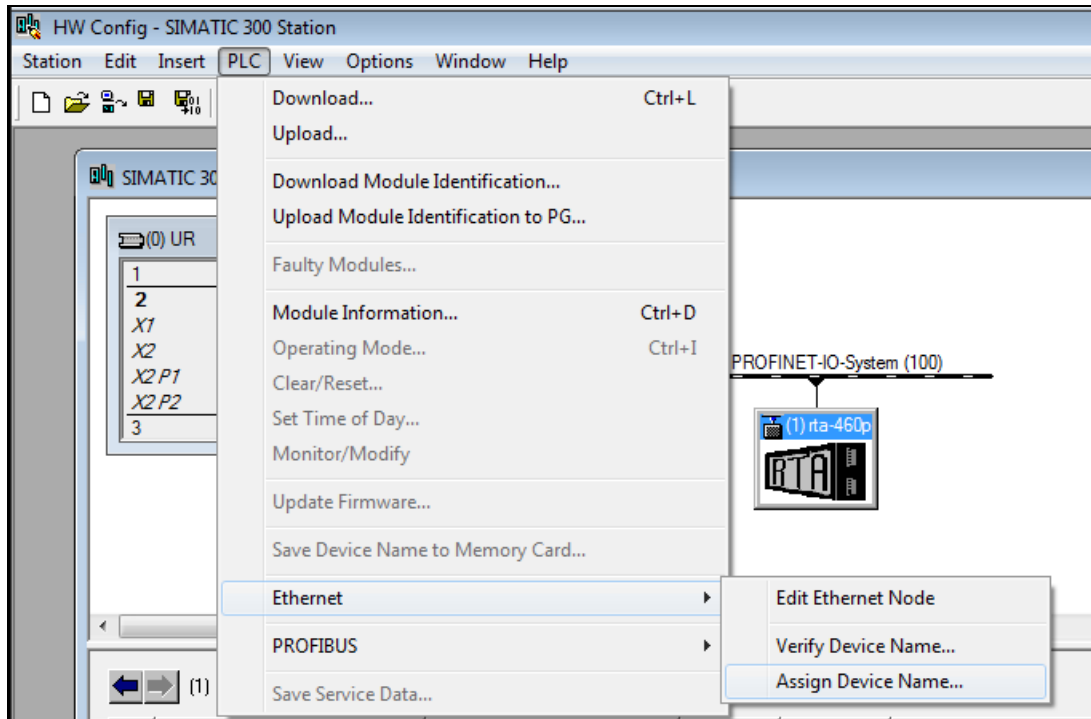 HW Config - SIMATIC 300 Station
Station Edit Insert PLC View Options Window Help
Download... Ctrl+L
Upload...
SIMATIC 30
Download Module Identification...
Upload Module Identification to PG...
(0) UR
Faulty Modules...
1
2
Module Information... Ctrl+D
X1
X2
Operating Mode... Ctrl+I
PROFINET-IO-System (100)
X2 P1
Clear/Reset...
X2 P2
Set Time of Day...
3
(1) rta-460p
Monitor/Modify
RTA
Update Firmware...
Save Device Name to Memory Card...
Ethernet
Edit Ethernet Node
PROFIBUS
Verify Device Name...
(1)
Save Service Data...
Assign Device Name...